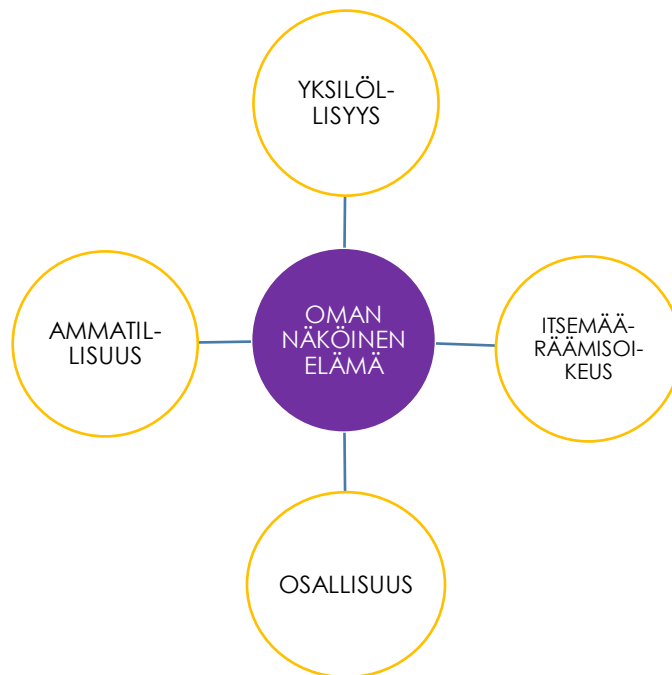 YKSILÖL-
LISYYS
AMMATIL-
LISUUS
OMAN
NÄKÖINEN
ELÄMÄ
ITSEMÄÄ-
RÄÄMISOI-
KEUS
OSALLISUUS